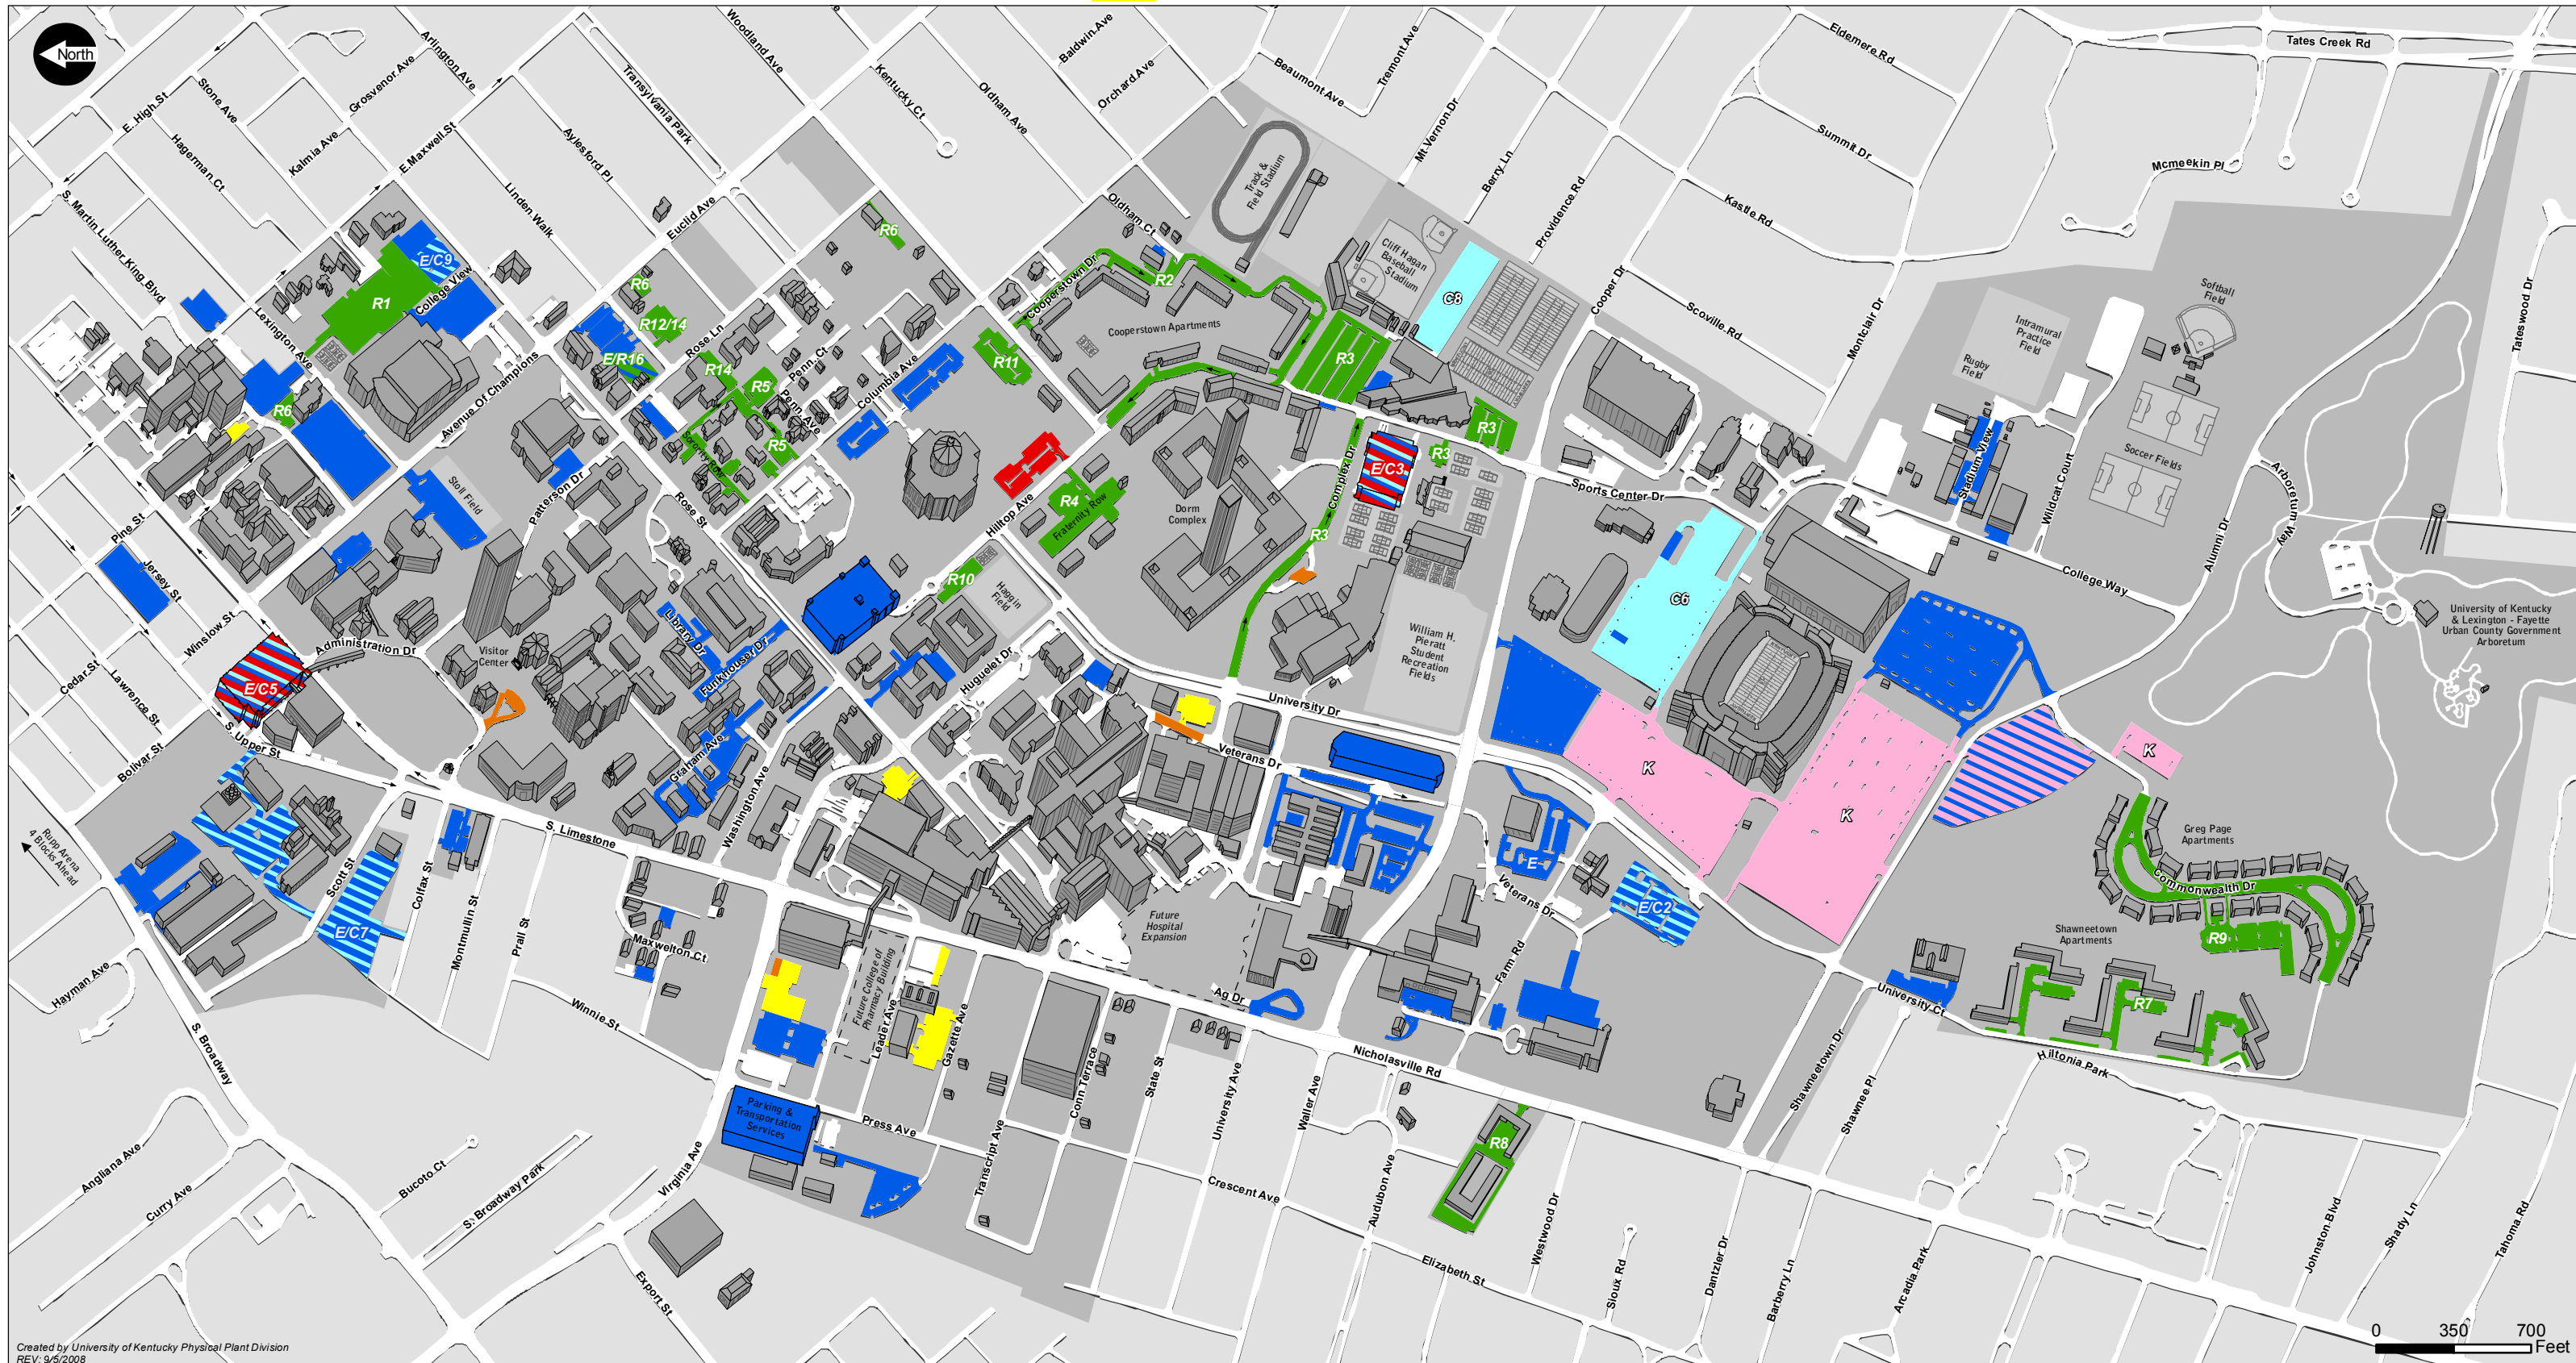 North
E. High St
Stone Ave
Grosvenor Ave
Arlington Ave
Hagerman Ct
Kalmia Ave
E.Maxwell St
Transylvania Park
Woodland Ave
Aylesford Pl
Linden Walk
Euclid Ave
Kentucky Ct
Oldham Ave
Baldwin Ave
Orchard Ave
Beaumont Ave
Tremont Ave
Mt.Vernon Dr
Berry Ln
Providence Rd
Eldemere Rd
Summit Dr
Kastle Rd
Tates Creek Rd
Mcmeekin Pl
Tateswood Dr
S. Martin Luther King Blvd
Lexington Ave
R1
E/C9
College View
Avenue Of Champions
R6
R6
R12/14
E/R16
Rose Ln
R14
R5
Penn. Ct
Penn Ave
R5
Sorority Row
Columbia Ave
R6
Oldham Ct
Cooperstown Dr
R2
Cooperstown Apartments
R11
Track &
Field Stadium
Cliff Hagan
Baseball
Stadium
C8
R3
R3
R3
E/C3
Complex Dr
R3
Cooper Dr
Scoville Rd
Montclair Dr
Sports Center Dr
Softball
Field
Intramural
Practice
Field
Rugby
Field
Soccer Fields
Stadium View
Wildcat Court
College Way
Alumni Dr
Arboretum Way
University of Kentucky
& Lexington - Fayette
Urban County Government
Arboretum
Stoll Field
Patterson Dr
Rose St
Hilltop Ave
R4
Fraternity Row
Dorm
Complex
R10
Haggin
Field
Huguelet Dr
William H.
Pieratt
Student
Recreation
Fields
C6
Pine St
Jersey St
Winslow St
Administration Dr
Visitor
Center
Library Dr
Funkhouser Dr
Graham Ave
Washington Ave
E/C5
Cedar St
Lawrence St
Bolivar St
S. Upper St
University Dr
Veterans Dr
K
K
K
Rupp Arena
4 Blocks Ahead
Scott St
E/C7
Colfax St
Montmullin St
Prall St
S. Limestone
Maxwelton Ct
Winnie St
Future
Hospital
Expansion
Future College of
Pharmacy Building
Leader Ave
Gazette Ave
E
Veterans Dr
E/C2
Farm Rd
Ag Dr
Greg Page
Apartments
Commonwealth Dr
R9
Shawneetown
Apartments
R7
University Ct
Hiltonia Park
Hayman Ave
S. Broadway
Angliana Ave
Curry Ave
Bucoto Ct
S. Broadway Park
Virginia Ave
Export St
Parking &
Transportation
Services
Press Ave
Transcript Ave
Conn Terrace
State St
University Ave
Waller Ave
Nicholasville Rd
Crescent Ave
Audubon Ave
Elizabeth St
R8
Westwood Dr
Sioux Rd
Dantzler Dr
Barberry Ln
Arcadia Park
Shawneetown Dr
Shawnee Pl
Johnston Blvd
Shady Ln
Tahoma Rd
0 350 700
Feet
Created by University of Kentucky Physical Plant Division
REV: 9/5/2008